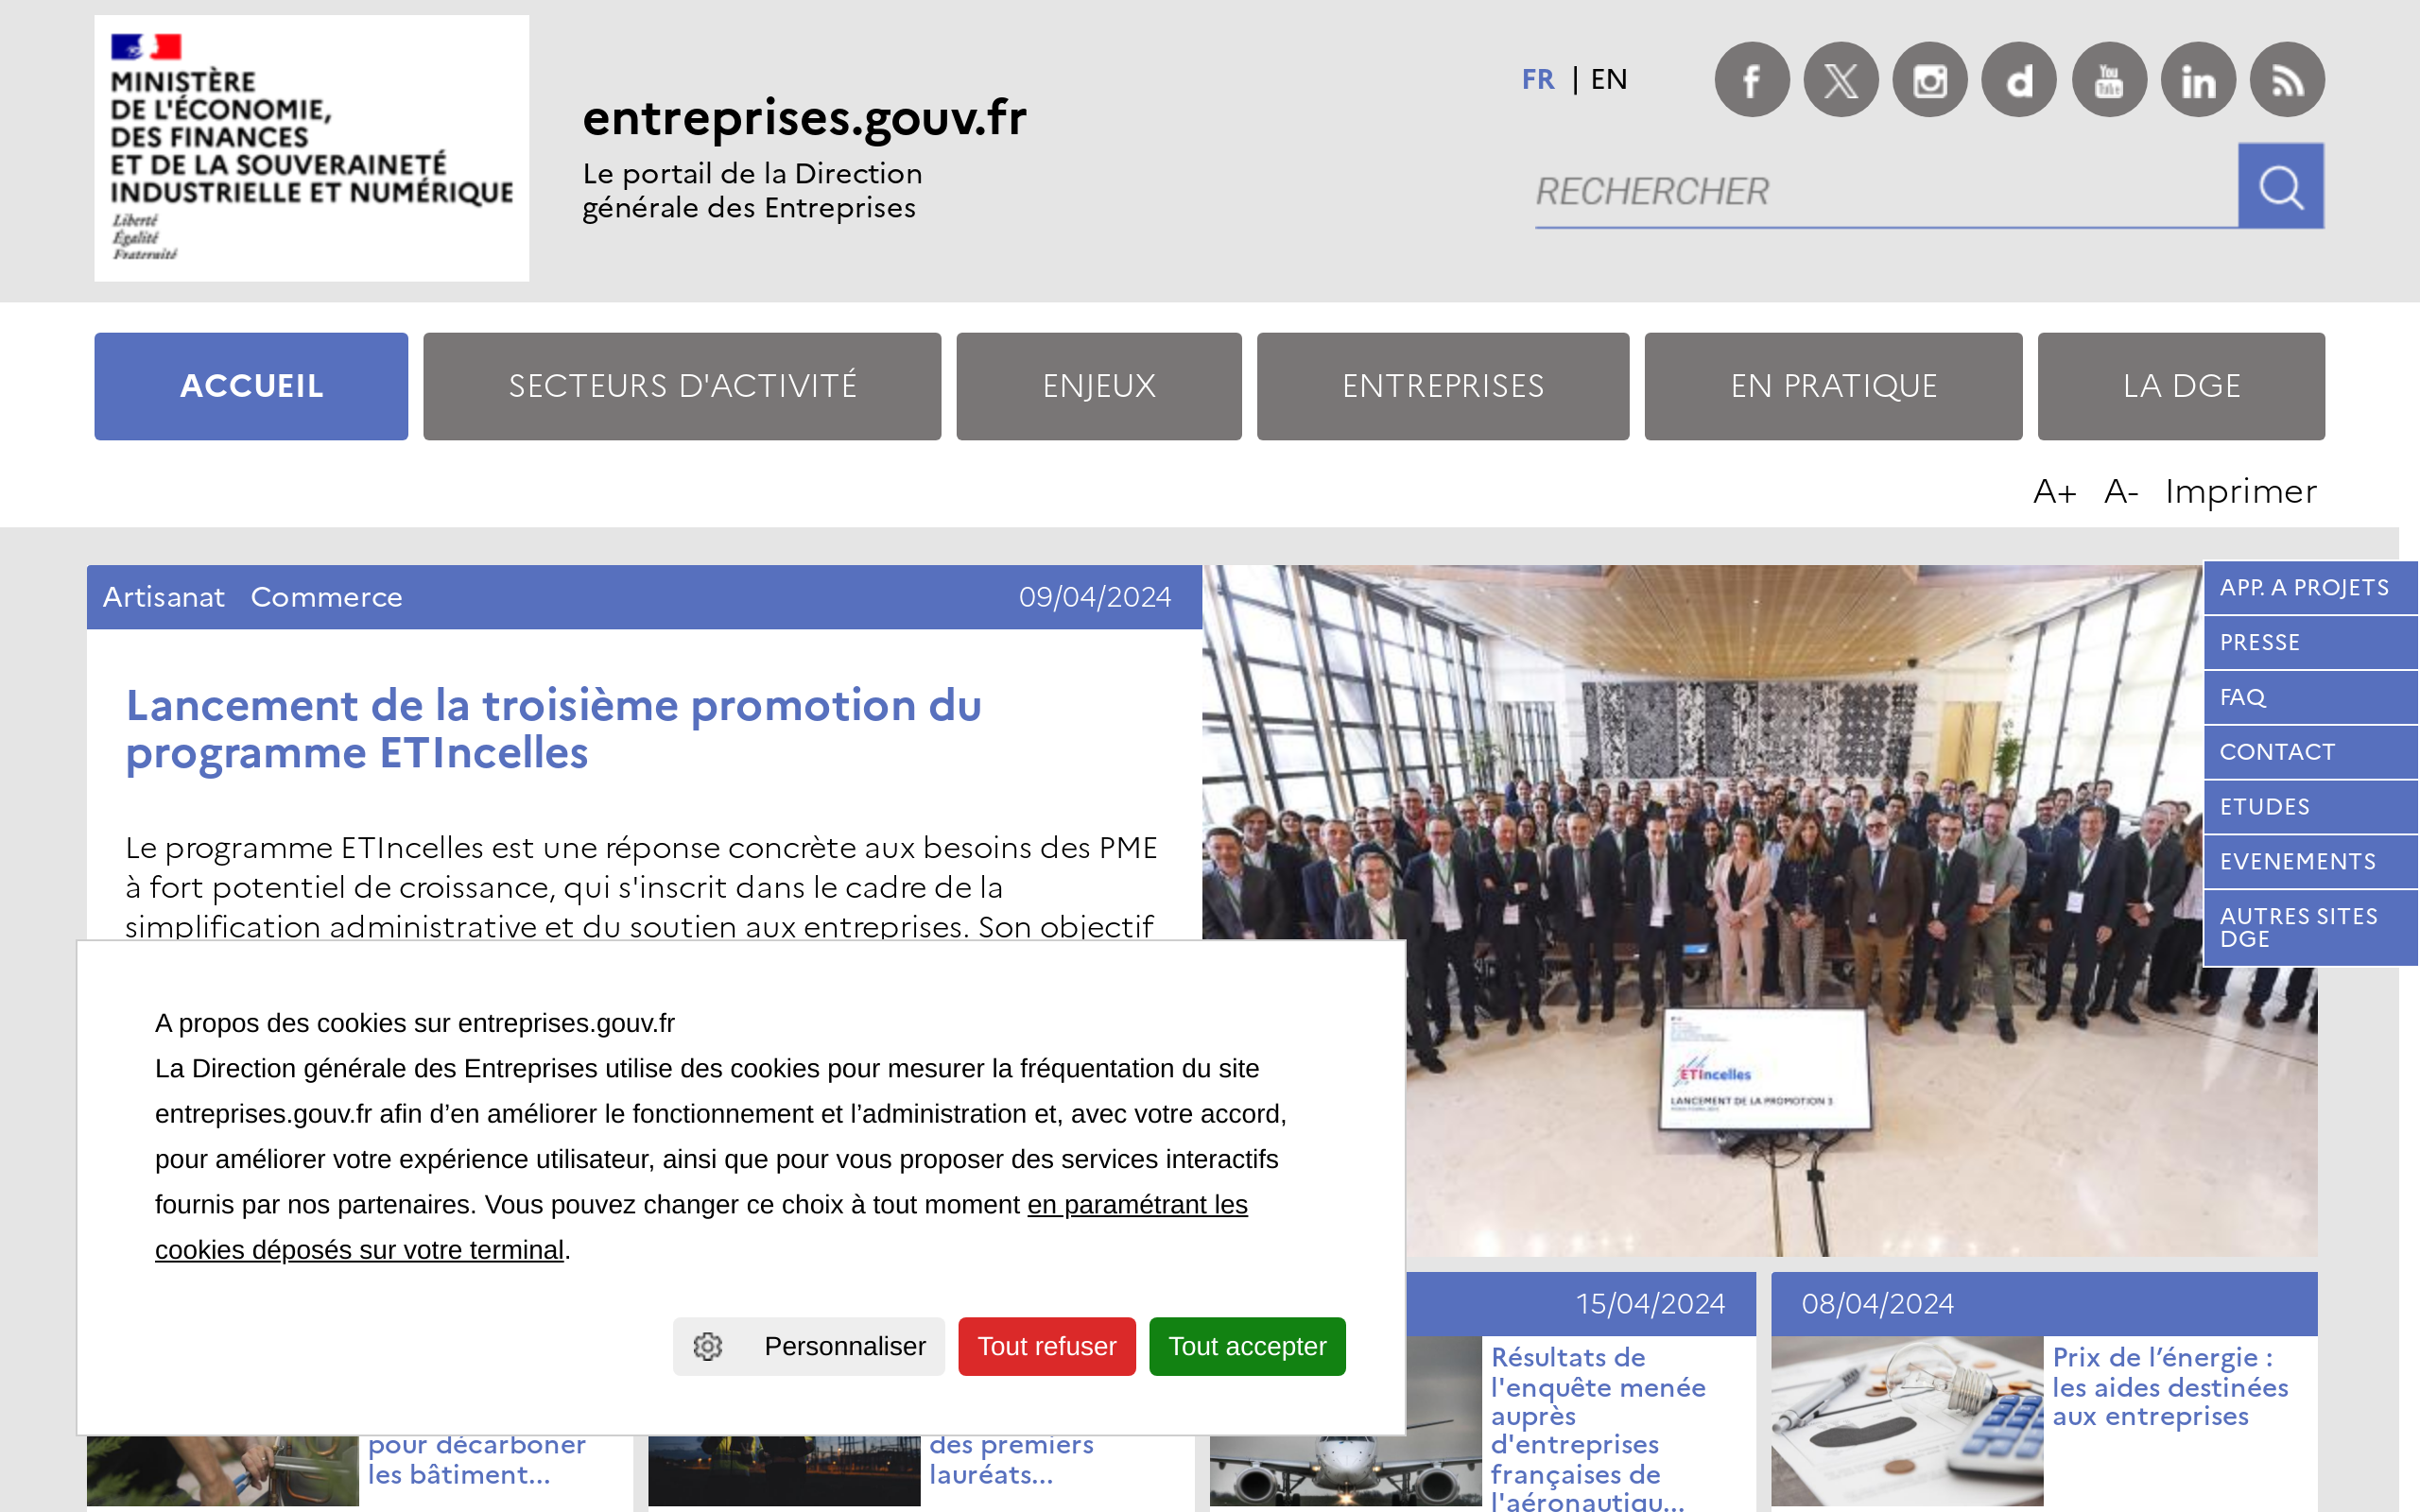 MINISTÈRE
DE L'ÉCONOMIE,
DES FINANCES
ET DE LA SOUVERAINETÉ
INDUSTRIELLE ET NUMÉRIQUE
Liberté
Égalité
Fraternité
entreprises.gouv.fr
Le portail de la Direction
générale des Entreprises
FR | EN
RECHERCHER
ACCUEIL
SECTEURS D'ACTIVITÉ
ENJEUX
ENTREPRISES
EN PRATIQUE
LA DGE
A+ A- Imprimer
Artisanat Commerce 09/04/2024
Lancement de la troisième promotion du
programme ETIncelles
Le programme ETIncelles est une réponse concrète aux besoins des PME
à fort potentiel de croissance, qui s'inscrit dans le cadre de la
simplification administrative et du soutien aux entreprises. Son objectif
APP. A PROJETS
PRESSE
FAQ
CONTACT
ETUDES
EVENEMENTS
AUTRES SITES
DGE
ETIncelles
LANCEMENT DE LA PROMOTION 3
A propos des cookies sur entreprises.gouv.fr
La Direction générale des Entreprises utilise des cookies pour mesurer la fréquentation du site
entreprises.gouv.fr afin d’en améliorer le fonctionnement et l’administration et, avec votre accord,
pour améliorer votre expérience utilisateur, ainsi que pour vous proposer des services interactifs
fournis par nos partenaires. Vous pouvez changer ce choix à tout moment en paramétrant les
cookies déposés sur votre terminal.
Personnaliser
Tout refuser
Tout accepter
pour décarboner
les bâtiment...
des premiers
lauréats...
15/04/2024
Résultats de
l'enquête menée
auprès
d'entreprises
françaises de
l'aéronautiqu...
08/04/2024
Prix de l’énergie :
les aides destinées
aux entreprises